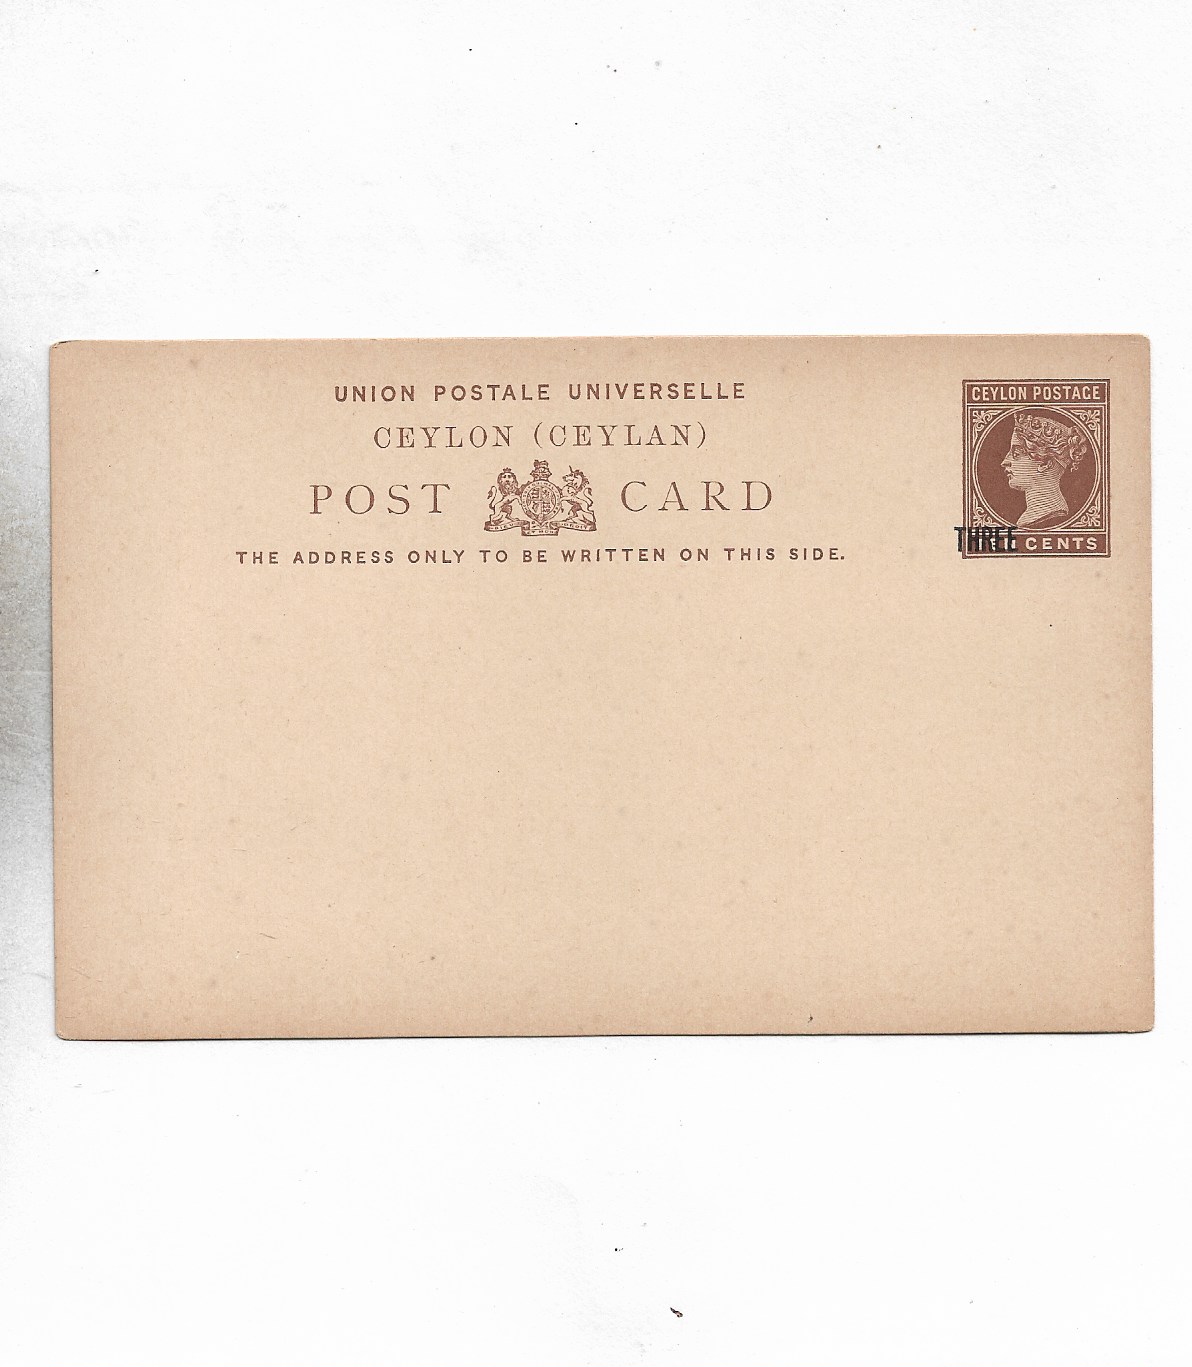 UNION POSTALE UNIVERSELLE
CEYLON (CEYLAN)
POST CARD
THE ADDRESS ONLY TO BE WRITTEN ON THIS SIDE.
CEYLON POSTAGE
THREE
CENTS